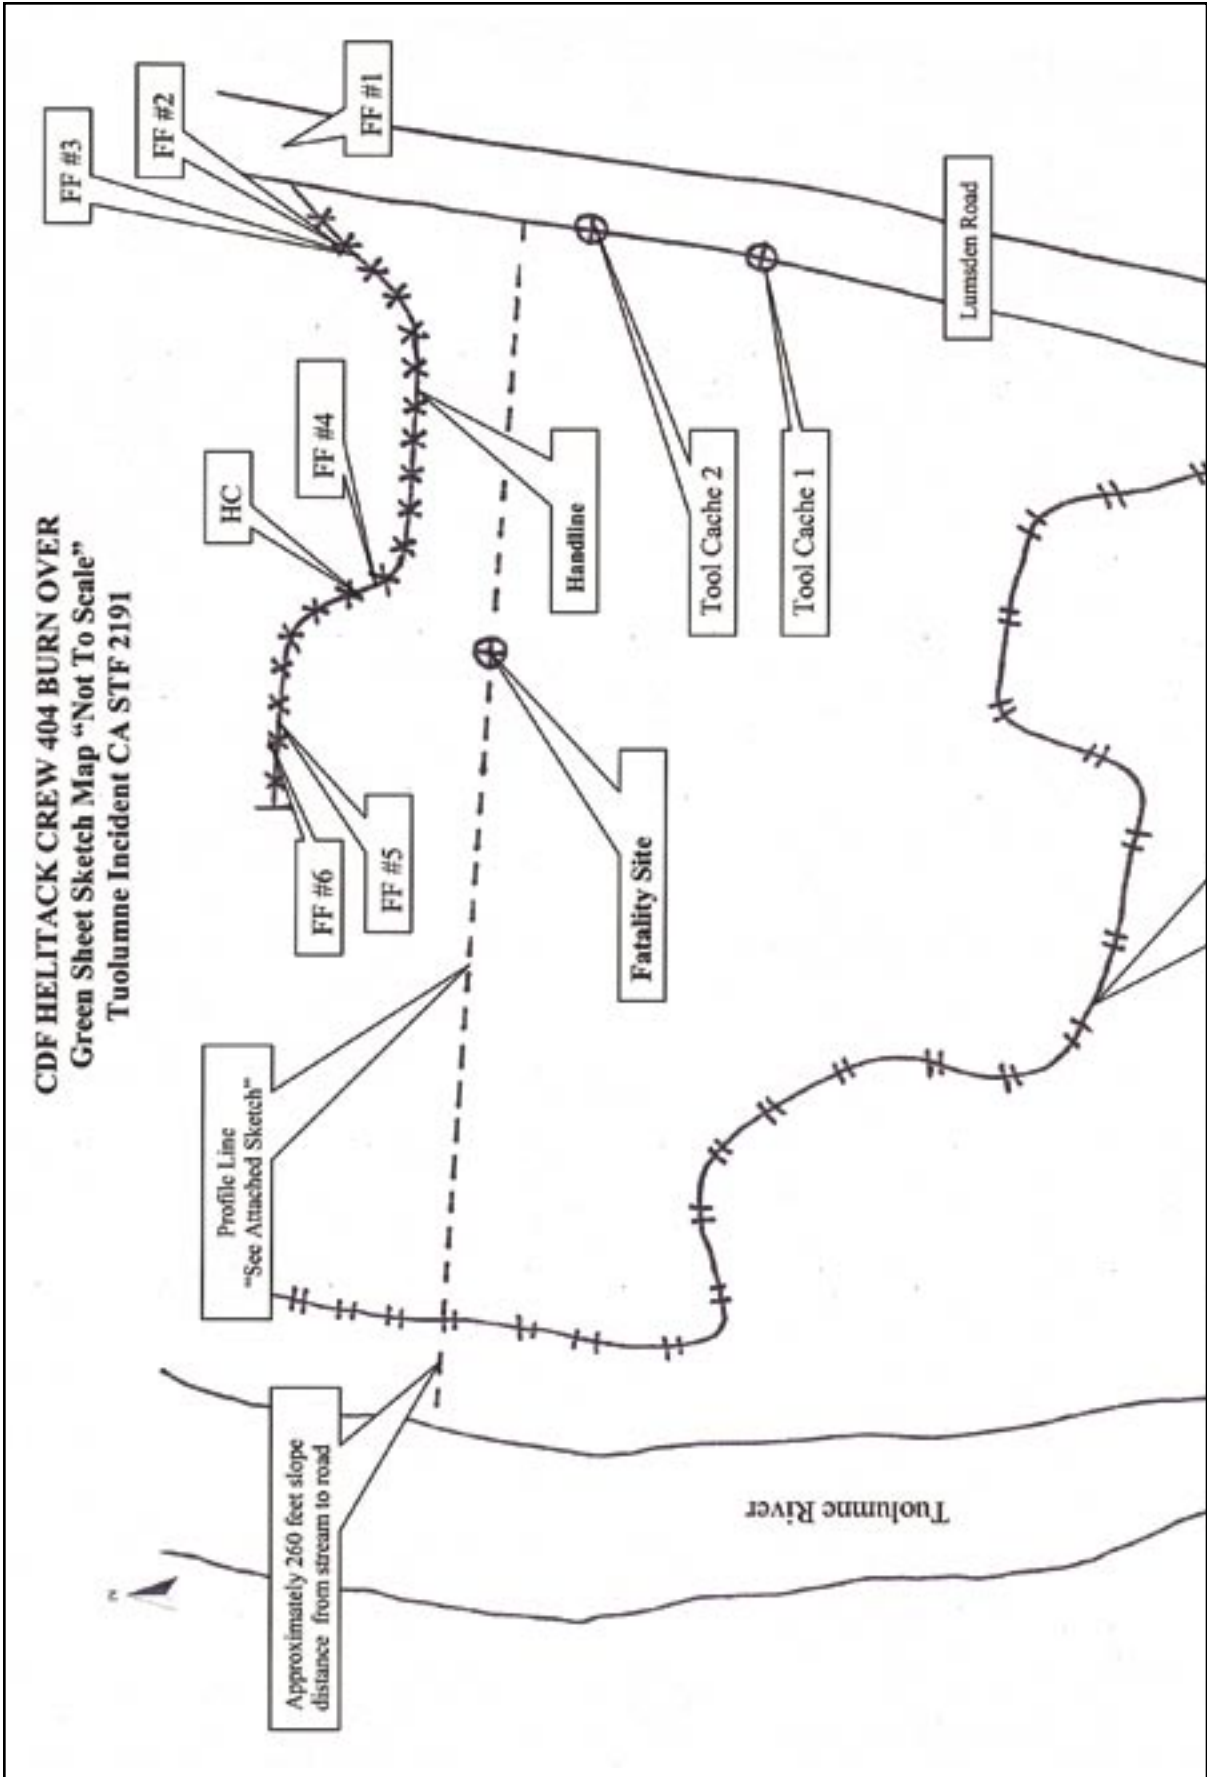 CDF HELITACK CREW 404 BURN OVER
Green Sheet Sketch Map “Not To Scale”
Tuolumne Incident CA STF 2191
Approximately 260 feet slope
distance from stream to road
Profile Line
"See Attached Sketch"
FF #6
FF #5
HC
FF #4
FF #3
FF #2
FF #1
Fatality Site
Handline
Tool Cache 2
Tool Cache 1
Lumsden Road
Tuolumne River